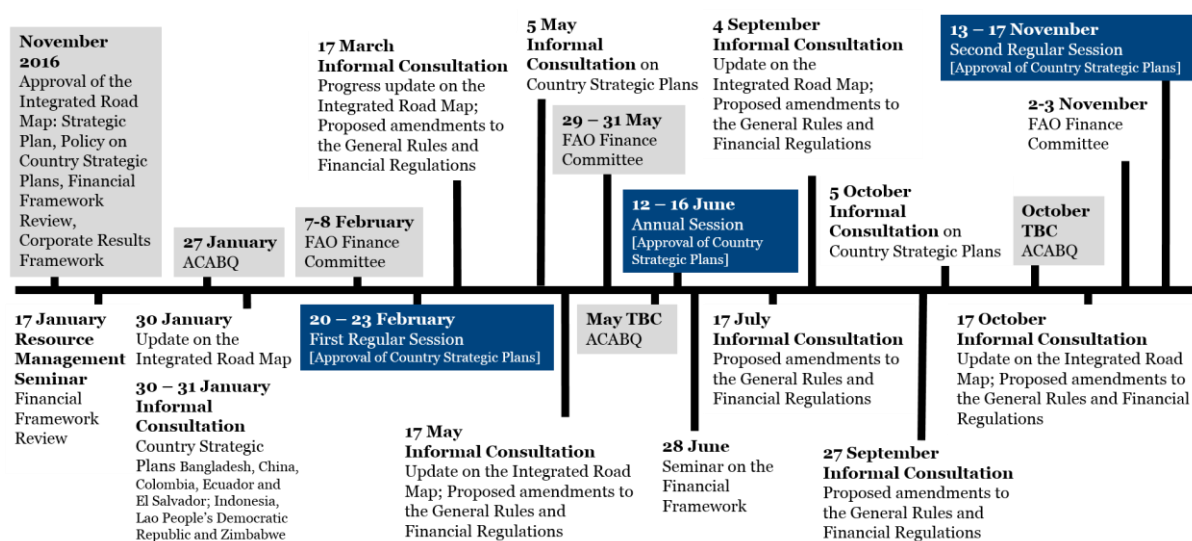 November
2016
Approval of the
Integrated Road
Map: Strategic
Plan, Policy on
Country Strategic
Plans, Financial
Framework
Review,
Corporate Results
Framework
27 January
ACABQ
7-8 February
FAO Finance
Committee
17 March
Informal Consultation
Progress update on the
Integrated Road Map;
Proposed amendments to
the General Rules and
Financial Regulations
5 May
Informal
Consultation on
Country Strategic Plans
29 – 31 May
FAO Finance
Committee
12 – 16 June
Annual Session
[Approval of Country
Strategic Plans]
4 September
Informal Consultation
Update on the
Integrated Road Map;
Proposed amendments to
the General Rules and
Financial Regulations
5 October
Informal
Consultation on
Country Strategic Plans
October
TBC
ACABQ
2-3 November
FAO Finance
Committee
13 – 17 November
Second Regular Session
[Approval of Country Strategic Plans]
17 January
Resource
Management
Seminar
Financial
Framework
Review
30 January
Update on the
Integrated Road Map
30 – 31 January
Informal
Consultation
Country Strategic
Plans Bangladesh, China,
Colombia, Ecuador and
El Salvador; Indonesia,
Lao People's Democratic
Republic and Zimbabwe
20 – 23 February
First Regular Session
[Approval of Country Strategic Plans]
17 May
Informal Consultation
Update on the Integrated Road
Map; Proposed amendments to
the General Rules and
Financial Regulations
May TBC
ACABQ
28 June
Seminar on the
Financial
Framework
17 July
Informal Consultation
Proposed amendments to
the General Rules and
Financial Regulations
27 September
Informal Consultation
Proposed amendments to
the General Rules and
Financial Regulations
17 October
Informal Consultation
Update on the Integrated Road
Map; Proposed amendments to
the General Rules and Financial
Regulations